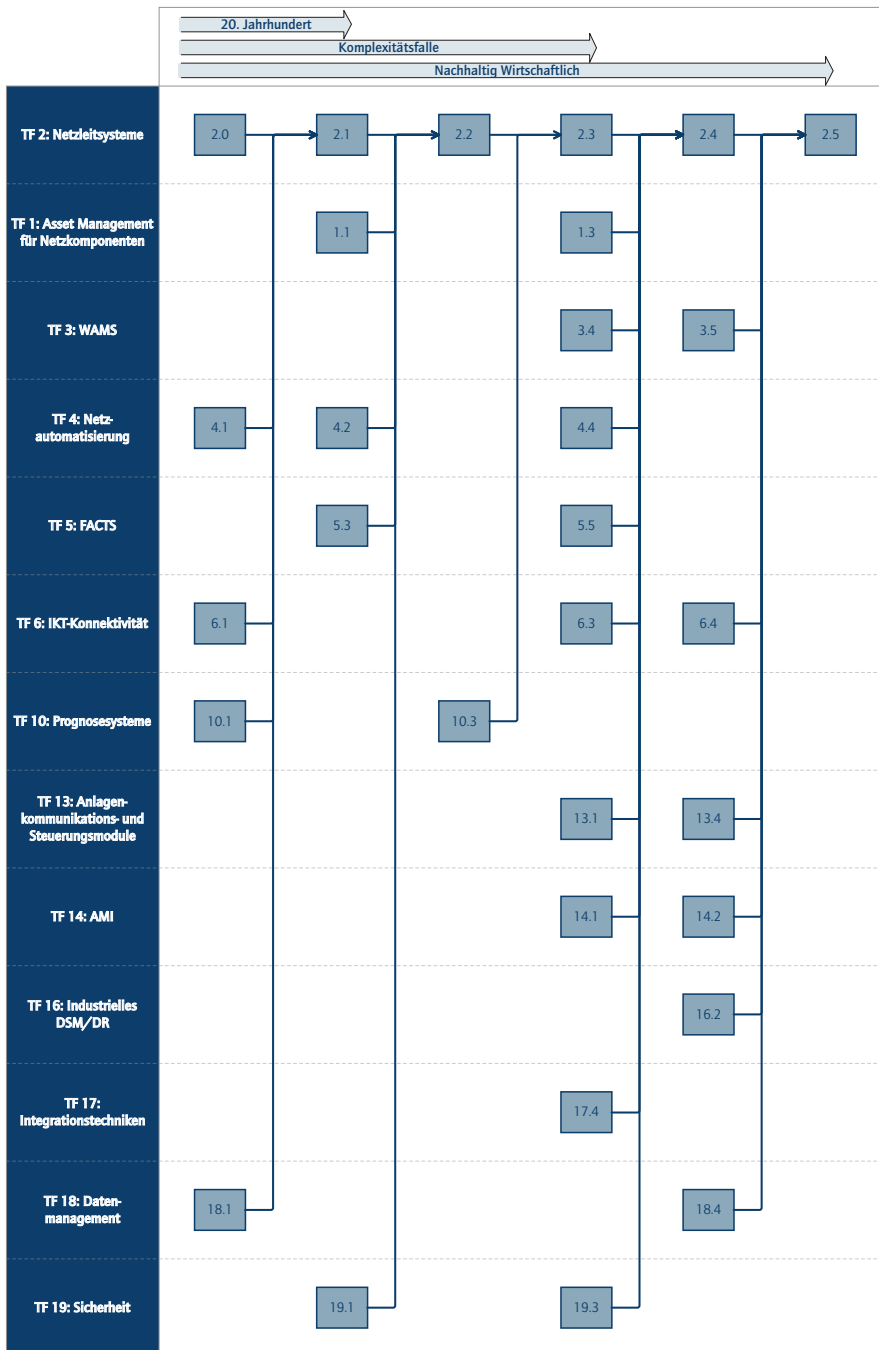 20. Jahrhundert
Komplexitätsfalle
Nachhaltig Wirtschaftlich
TF 2: Netzleitsysteme
2.0
2.1
2.2
2.3
2.4
2.5
TF 1: Asset Management
für Netzkomponenten
1.1
1.3
TF 3: WAMS
3.4
3.5
TF 4: Netz-
automatisierung
4.1
4.2
4.4
TF 5: FACTS
5.3
5.5
TF 6: IKT-Konnektivität
6.1
6.3
6.4
TF 10: Prognosesysteme
10.1
10.3
TF 13: Anlagen-
kommunikations- und
Steuerungsmodule
13.1
13.4
TF 14: AMI
14.1
14.2
TF 16: Industrielles
DSM/DR
16.2
TF 17:
Integrationstechniken
17.4
TF 18: Daten-
management
18.1
18.4
TF 19: Sicherheit
19.1
19.3